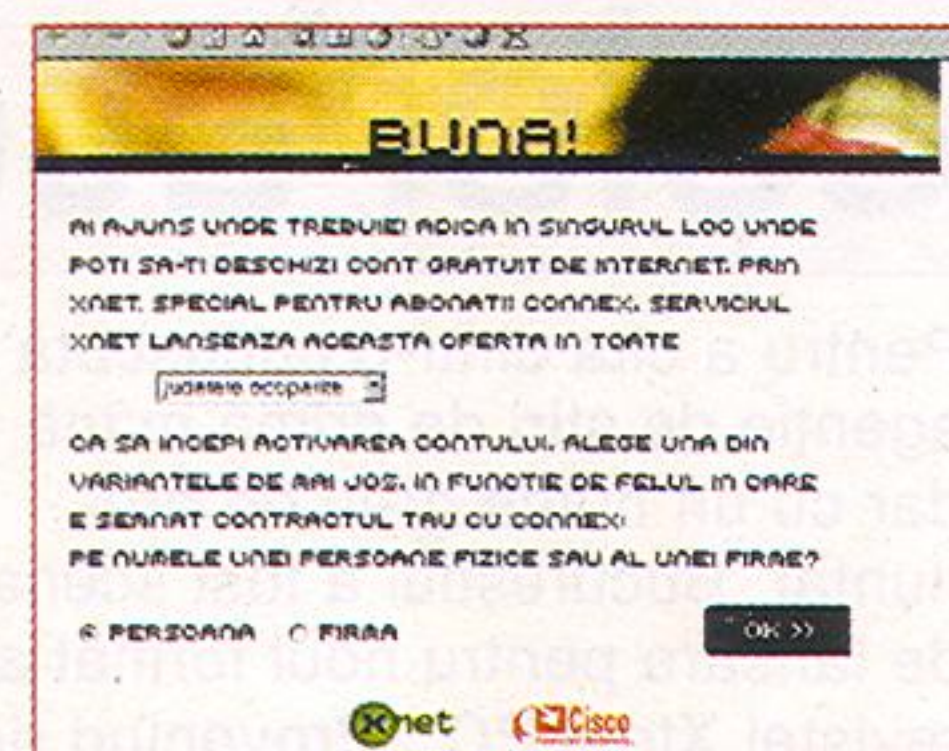 BUNA!
AI AJUNS UNDE TREBUIE! ADICA IN SINGURUL LOC UNDE
POTI SA-TI DESCHIZI CONT GRATUIT DE INTERNET, PRIN
XNET. SPECIAL PENTRU ABONATII CONNEX, SERVICIUL
XNET LANSEAZA ACEASTA OFERTA IN TOATE
judetele acoperite
CA SA INCEPI ACTIVAREA CONTULUI, ALEGE UNA DIN
VARIANTELE DE MAI JOS, IN FUNCTIE DE FELUL IN CARE
E SEMNAT CONTRACTUL TAU CU CONNEX:
PE NUMELE UNEI PERSOANE FIZICE SAU AL UNEI FIRME?
PERSOANA FIRMA
OK >>
xnet Cisco